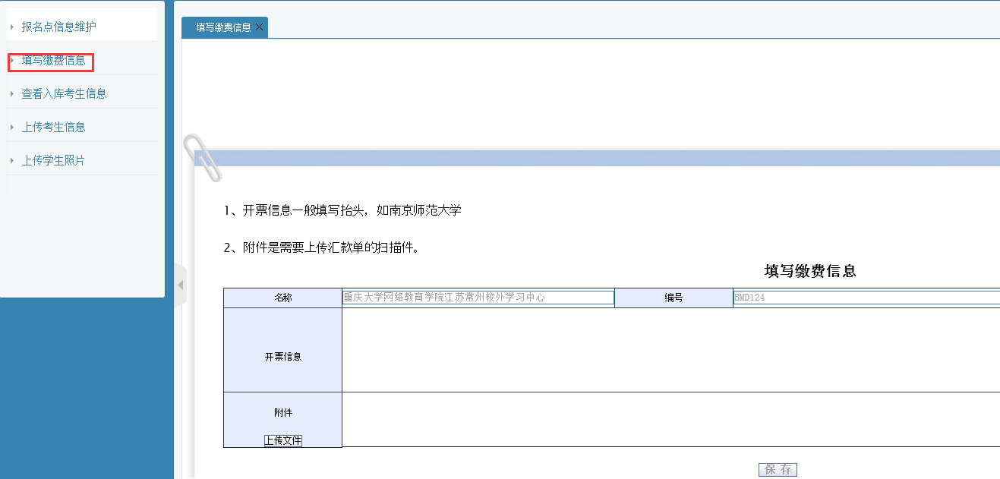 报名点信息维护
填写缴费信息
查看入库考生信息
上传考生信息
上传学生照片
填写缴费信息
1、开票信息一般填写抬头，如南京师范大学
2、附件是需要上传汇款单的扫描件。
填写缴费信息
名称 重庆大学网络教育学院江苏常州校外学习中心 编号 BMD124
开票信息
附件
上传文件
保 存